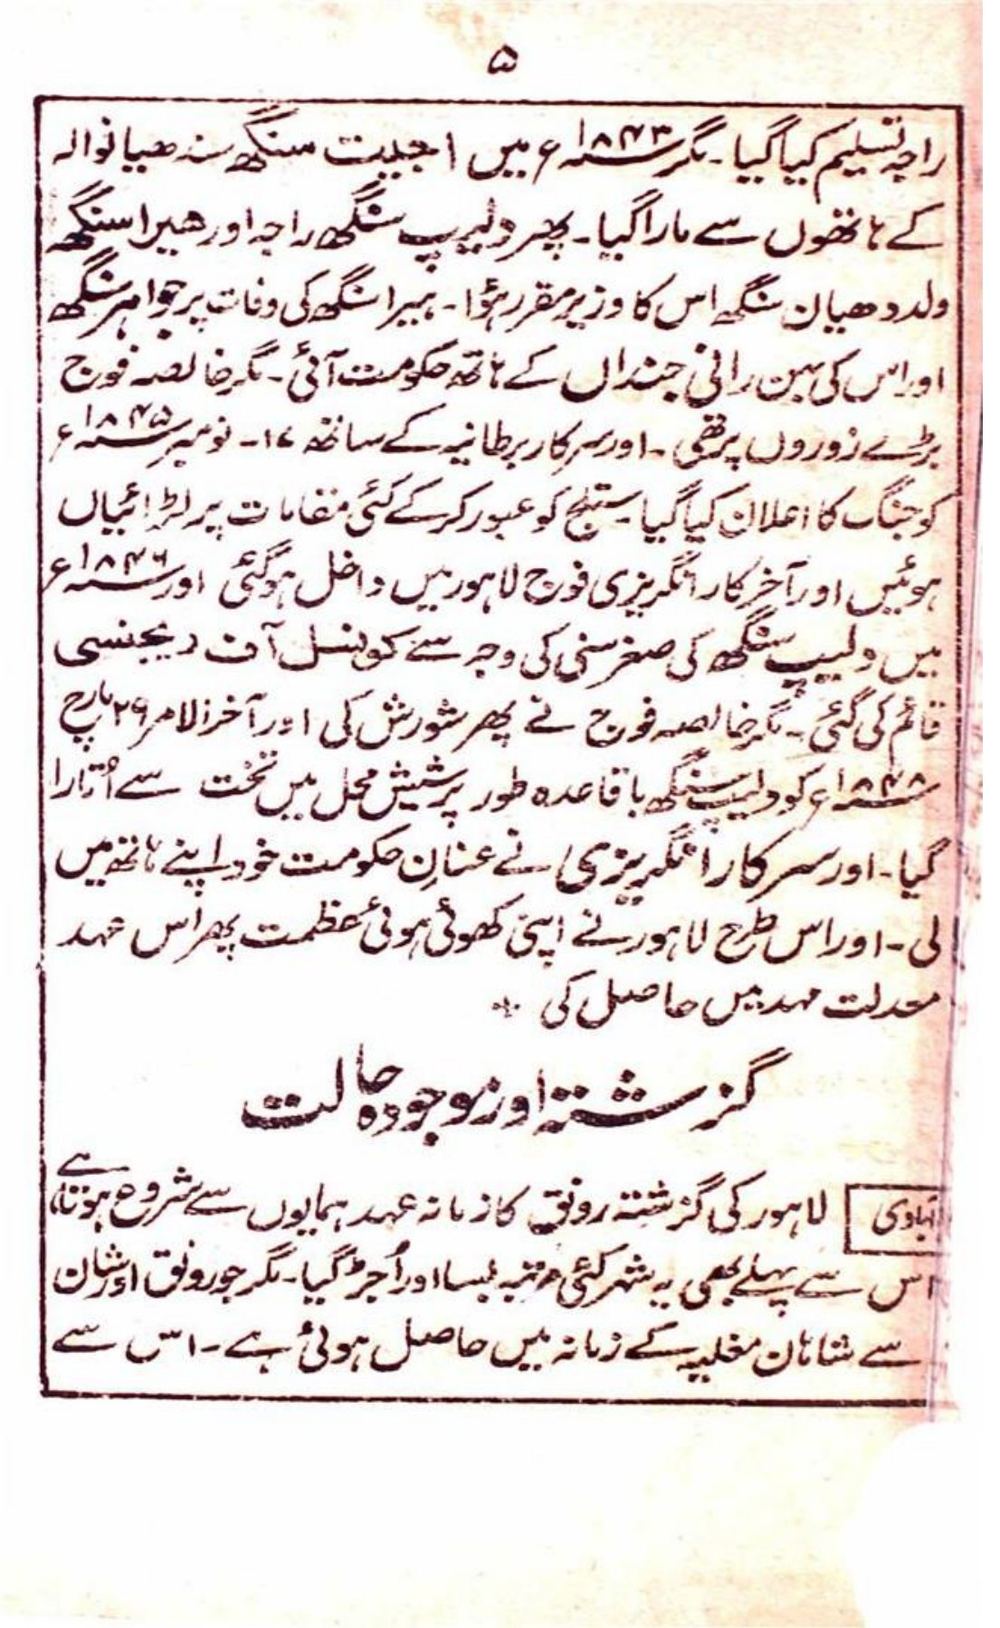 ۵
راجہ تسلیم کیا گیا۔ مگر ۱۸۴۳ء میں اجیت سنگھ سندھیانوالہ
کے ہاتھوں سے مارا گیا۔ پھر دلیپ سنگھ راجہ اور ھیرا سنگھ
ولد دھیان سنگھ اس کا وزیر مقرر ہؤا۔ ہیرا سنگھ کی وفات پر جواہر سنگھ
اور اس کی بہن رانی جنداں کے ہاتھ حکومت آئی۔ مگر خالصہ فوج
بڑے زوروں پر تھی۔ اور سرکار برطانیہ کے ساتھ ۱۷۔ نومبر ۱۸۴۵ء
کو جنگ کا اعلان کیا گیا۔ ستلج کو عبور کر کے کئی مقامات پر لڑائیاں
ہوئیں اور آخر کار انگریزی فوج لاہور میں داخل ہو گئی اور ۱۸۴۶ء
میں دلیپ سنگھ کی صغر سنی کی وجہ سے کونسل آف ریجنسی
قائم کی گئی۔ مگر خالصہ فوج نے پھر شورش کی اور آخر الامر ۲۹ مارچ
۱۸۴۸ء کو دلیپ سنگھ باقاعدہ طور پر شیش محل میں تخت سے اُتارا
گیا۔ اور سرکار انگریزی نے عنانِ حکومت خود اپنے ہاتھ میں
لی۔ اور اس طرح لاہور نے اپنی کھوئی ہوئی عظمت پھر اس عہد
معدلت مہد میں حاصل کی
گزشتہ اور موجودہ حالت
آبادی لاہور کی گزشتہ رونق کا زمانہ عہد ہمایوں سے شروع ہوتا ہے
اس سے پہلے بھی یہ شہر کئی مرتبہ بسا اور اُجڑ گیا۔ مگر جو رونق اور شان
سے شاہان مغلیہ کے زمانہ میں حاصل ہوئی ہے۔ اس سے